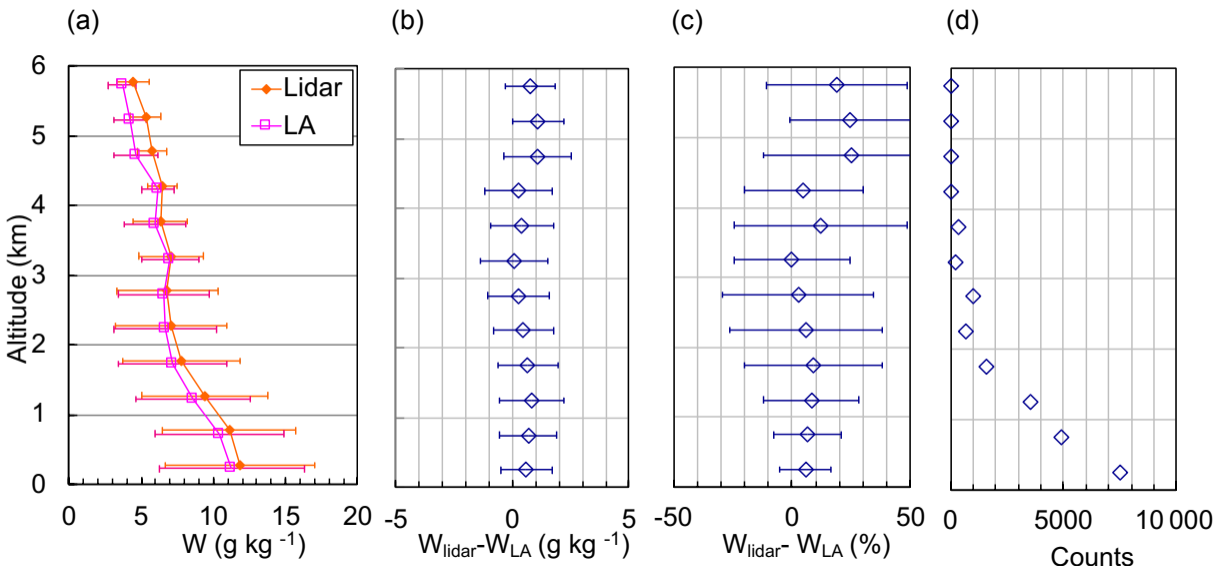 (a)
(b)
(c)
(d)
Altitude (km)
6
5
4
3
2
1
0
Lidar
LA
0 5 10 15 20
-5 0 5
-50 0 50
0 5000 10 000
W (g kg -1)
Wlidar-WLA (g kg-1)
Wlidar- WLA (%)
Counts